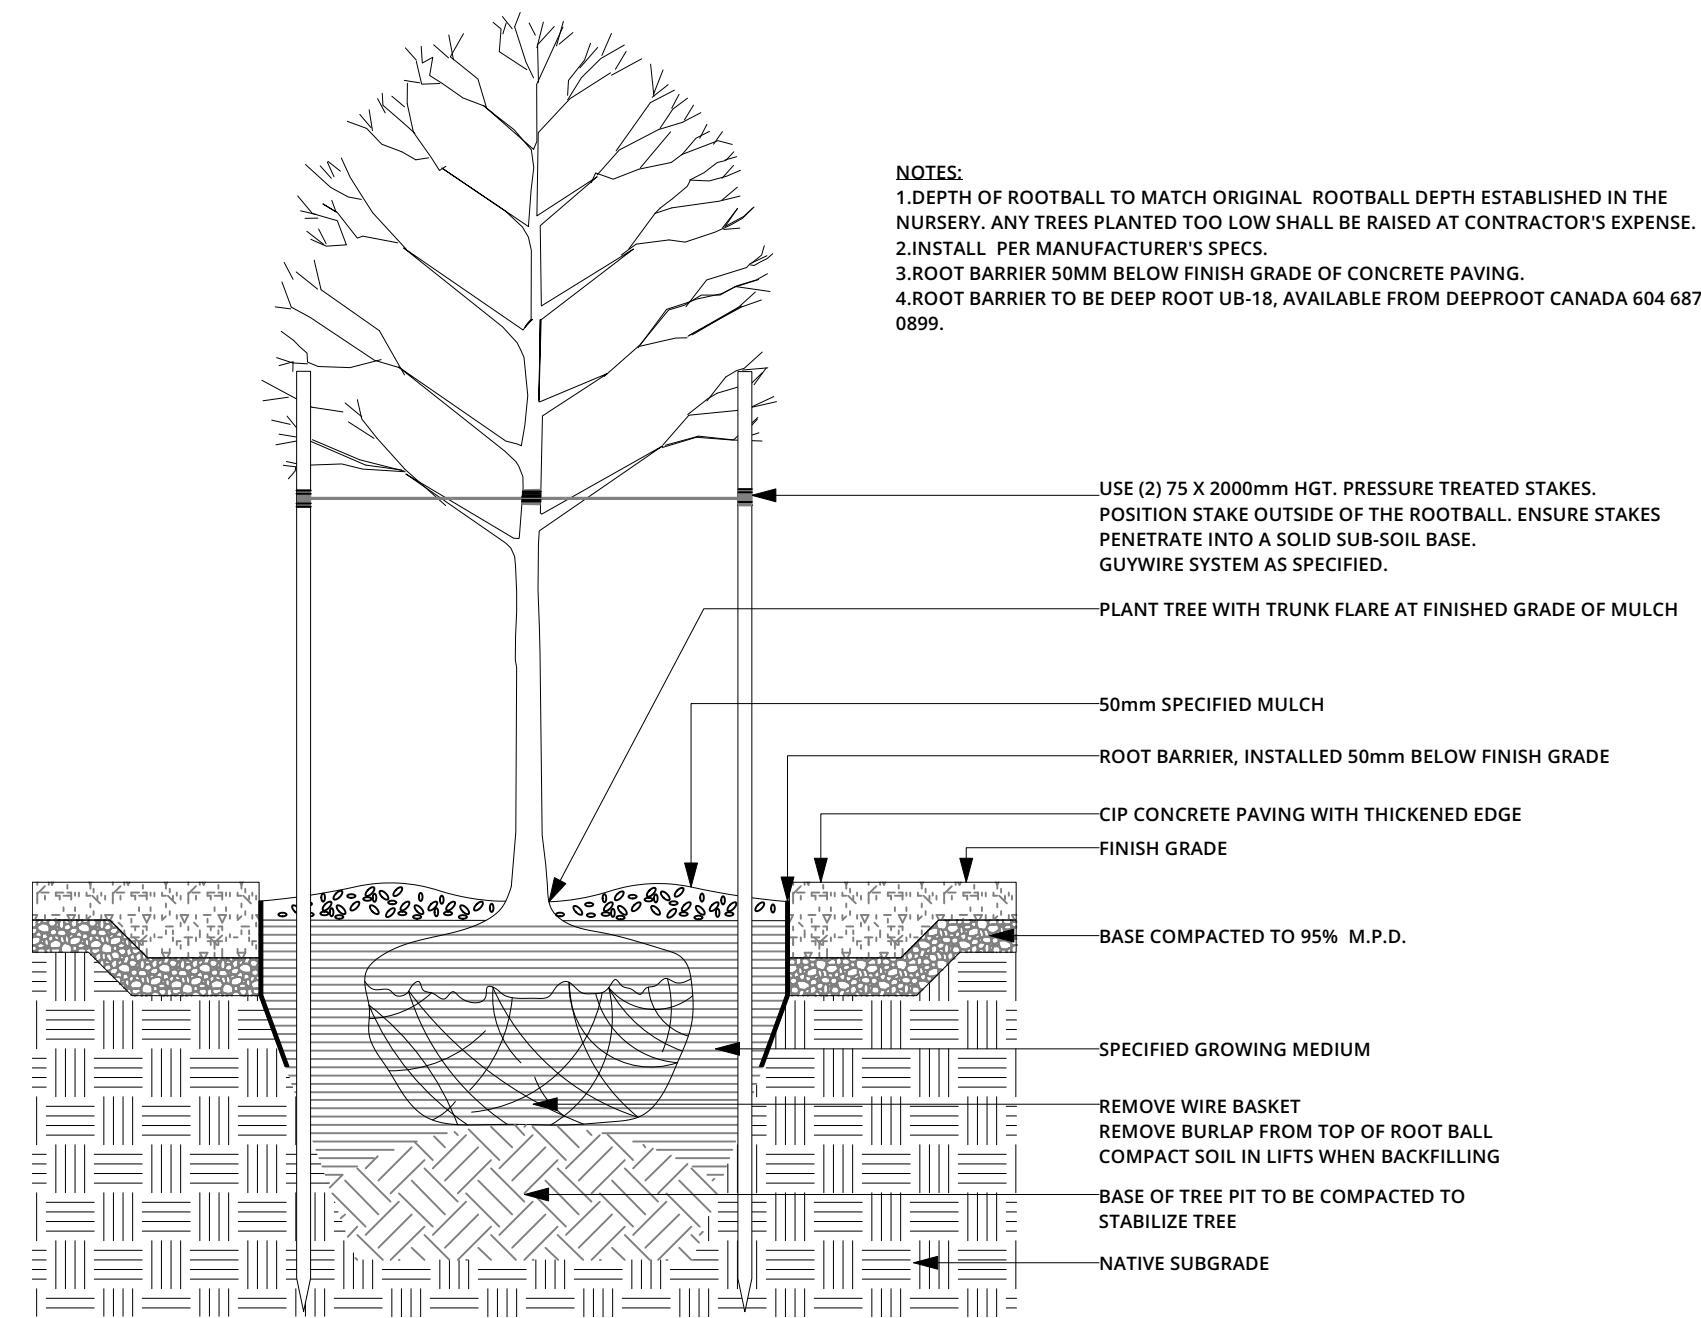 NOTES:
1.DEPTH OF ROOTBALL TO MATCH ORIGINAL ROOTBALL DEPTH ESTABLISHED IN THE
NURSERY. ANY TREES PLANTED TOO LOW SHALL BE RAISED AT CONTRACTOR'S EXPENSE.
2.INSTALL PER MANUFACTURER'S SPECS.
3.ROOT BARRIER 50MM BELOW FINISH GRADE OF CONCRETE PAVING.
4.ROOT BARRIER TO BE DEEP ROOT UB-18, AVAILABLE FROM DEEPROOT CANADA 604 687
0899.
USE (2) 75 X 2000mm HGT. PRESSURE TREATED STAKES.
POSITION STAKE OUTSIDE OF THE ROOTBALL. ENSURE STAKES
PENETRATE INTO A SOLID SUB-SOIL BASE.
GUYWIRE SYSTEM AS SPECIFIED.
PLANT TREE WITH TRUNK FLARE AT FINISHED GRADE OF MULCH
50mm SPECIFIED MULCH
ROOT BARRIER, INSTALLED 50mm BELOW FINISH GRADE
CIP CONCRETE PAVING WITH THICKENED EDGE
FINISH GRADE
BASE COMPACTED TO 95% M.P.D.
SPECIFIED GROWING MEDIUM
REMOVE WIRE BASKET
REMOVE BURLAP FROM TOP OF ROOT BALL
COMPACT SOIL IN LIFTS WHEN BACKFILLING
BASE OF TREE PIT TO BE COMPACTED TO
STABILIZE TREE
NATIVE SUBGRADE